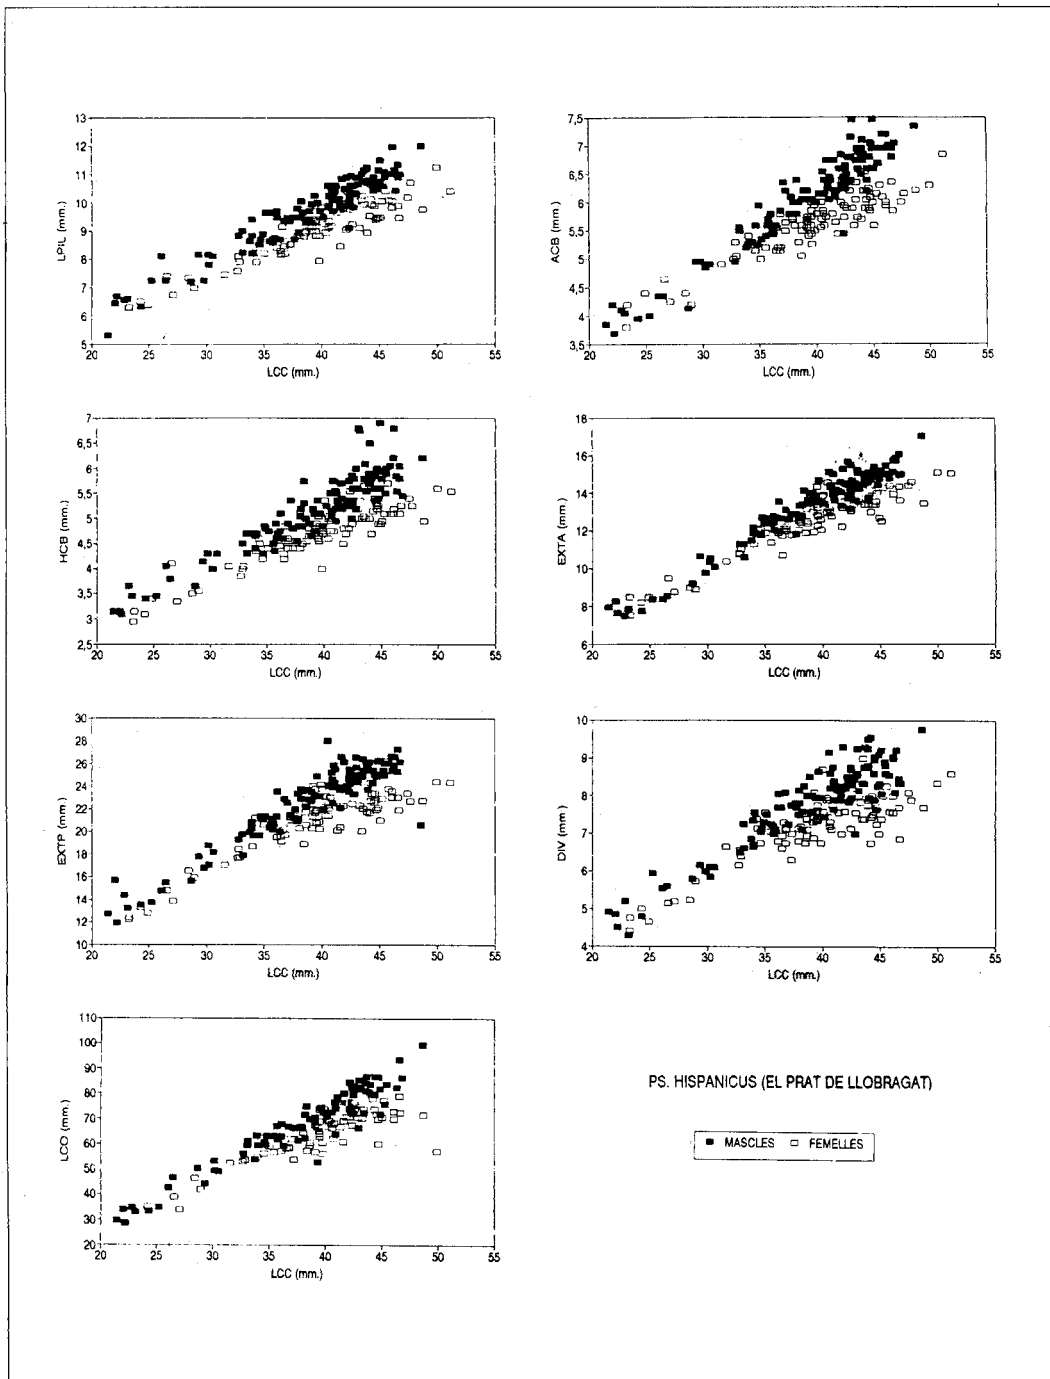 13
12
11
10
9
8
7
6
5
LPIL (mm.)
20 25 30 35 40 45 50 55
LCC (mm.)
7,5
7
6,5
6
5,5
5
4,5
4
3,5
ACB (mm.)
20 25 30 35 40 45 50 55
LCC (mm.)
7
6,5
6
5,5
5
4,5
4
3,5
3
2,5
HCB (mm.)
20 25 30 35 40 45 50 55
LCC (mm.)
18
16
14
12
10
8
6
EXTA (mm.)
20 25 30 35 40 45 50 55
LCC (mm.)
30
28
26
24
22
20
18
16
14
12
10
EXTP (mm.)
20 25 30 35 40 45 50 55
LCC (mm.)
10
9
8
7
6
5
4
DIV (mm.)
20 25 30 35 40 45 50 55
LCC (mm.)
110
100
90
80
70
60
50
40
30
20
LCO (mm.)
20 25 30 35 40 45 50 55
LCC (mm.)
PS. HISPANICUS (EL PRAT DE LLOBRAGAT)
MASCLES FEMELLES